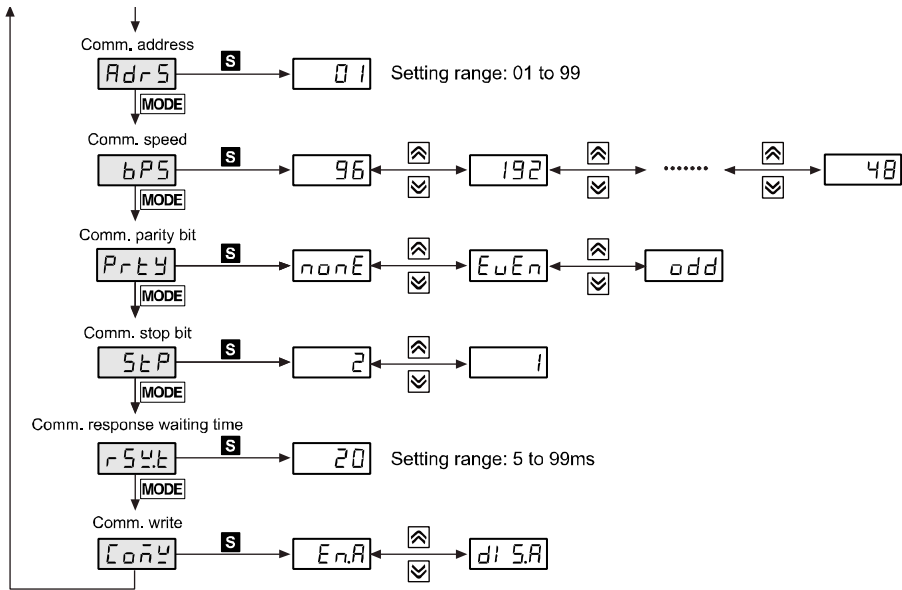 Comm. address
AdrS S 01 Setting range: 01 to 99
MODE
Comm. speed
bPS S 96 192 ....... 48
MODE
Comm. parity bit
PrtY S nonE EvEn odd
MODE
Comm. stop bit
StP S 2 1
MODE
Comm. response waiting time
rSW.t S 20 Setting range: 5 to 99ms
MODE
Comm. write
ComW S En.A dIS.A